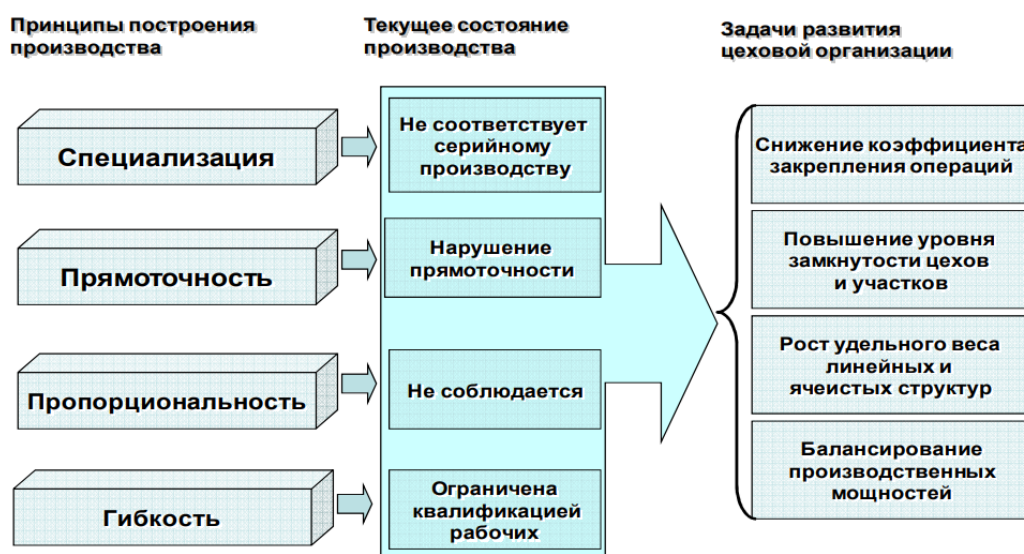 Принципы построения
производства
Текущее состояние
производства
Задачи развития
цеховой организации
Специализация
Не соответствует
серийному
производству
Снижение коэффициента
закрепления операций
Прямоточность
Нарушение
прямоточности
Повышение уровня
замкнутости цехов
и участков
Пропорциональность
Не соблюдается
Рост удельного веса
линейных и
ячеистых структур
Гибкость
Ограничена
квалификацией
рабочих
Балансирование
производственных
мощностей